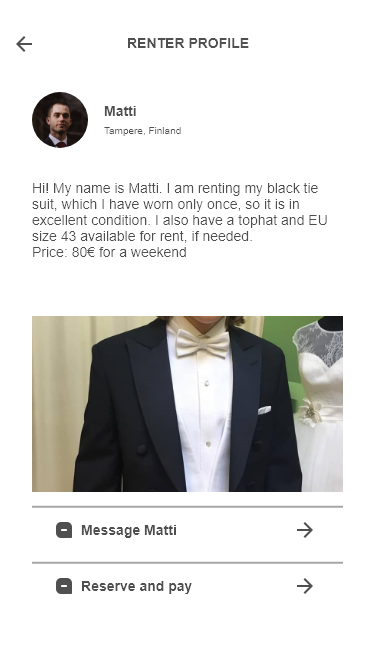 RENTER PROFILE
Matti
Tampere, Finland
Hi! My name is Matti. I am renting my black tie
suit, which I have worn only once, so it is in
excellent condition. I also have a tophat and EU
size 43 available for rent, if needed.
Price: 80€ for a weekend
Message Matti
Reserve and pay